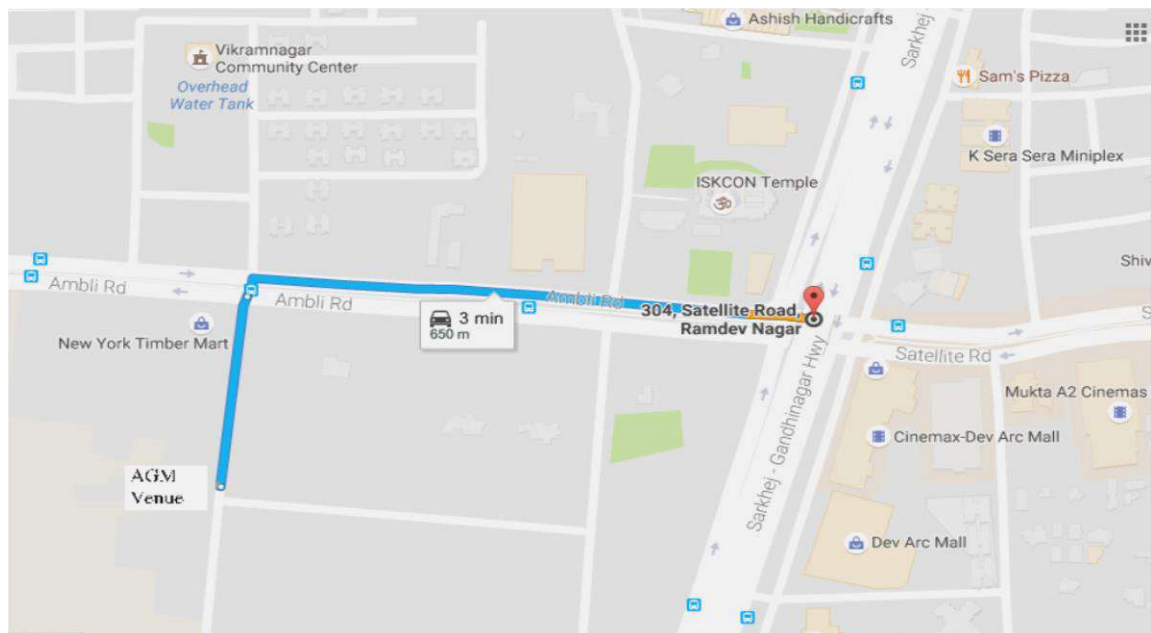 Ashish Handicrafts
Sarkhej -
Sarkhej - G
Vikramnagar
Community Center
Overhead
Water Tank
Sam's Pizza
K Sera Sera Miniplex
ISKCON Temple
Shiv
Ambli Rd
Ambli Rd
Ambli Rd
3 min
650 m
304, Satellite Road,
Ramdev Nagar
New York Timber Mart
Satellite Rd
S
Mukta A2 Cinemas
Sarkhej - Gandhinagar Hwy
Cinemax-Dev Arc Mall
AGM
Venue
Dev Arc Mall